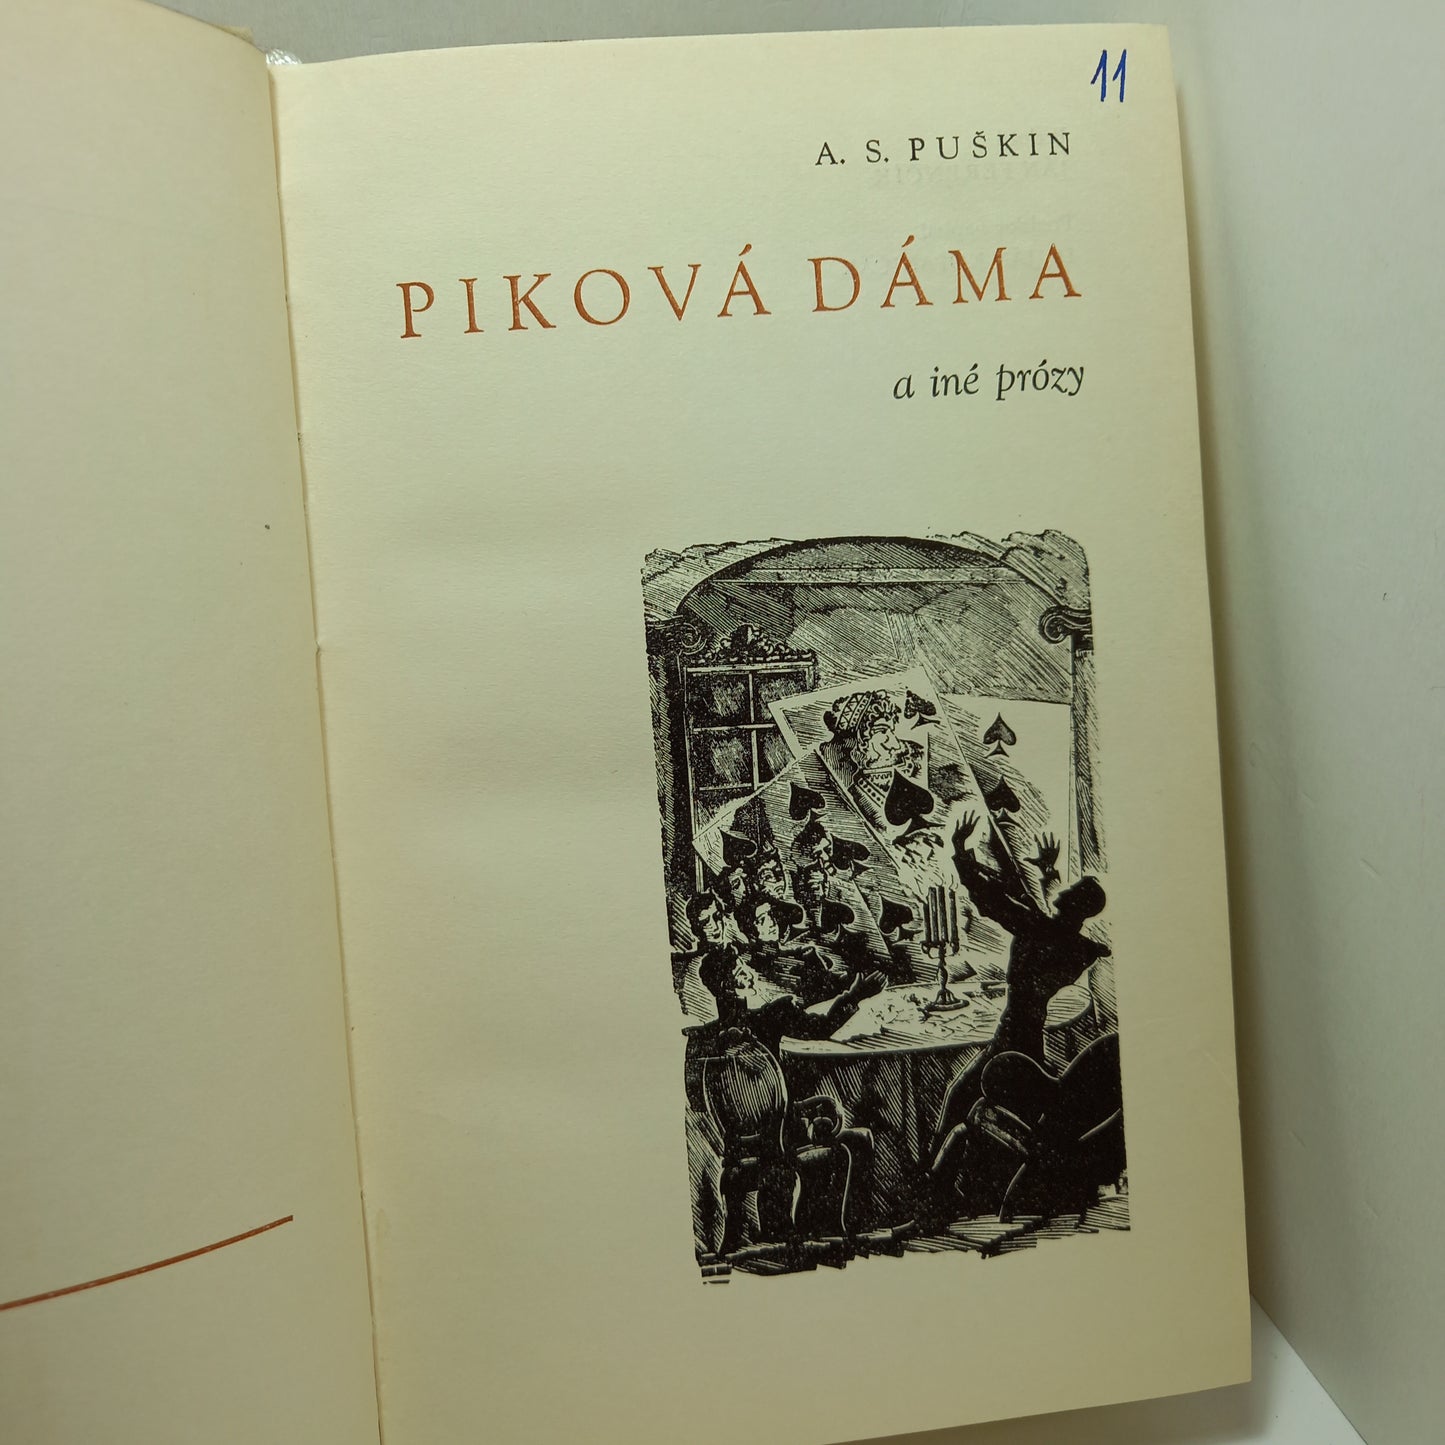 11
A. S. PUŠKIN
PIKOVÁ DÁMA
a iné prózy